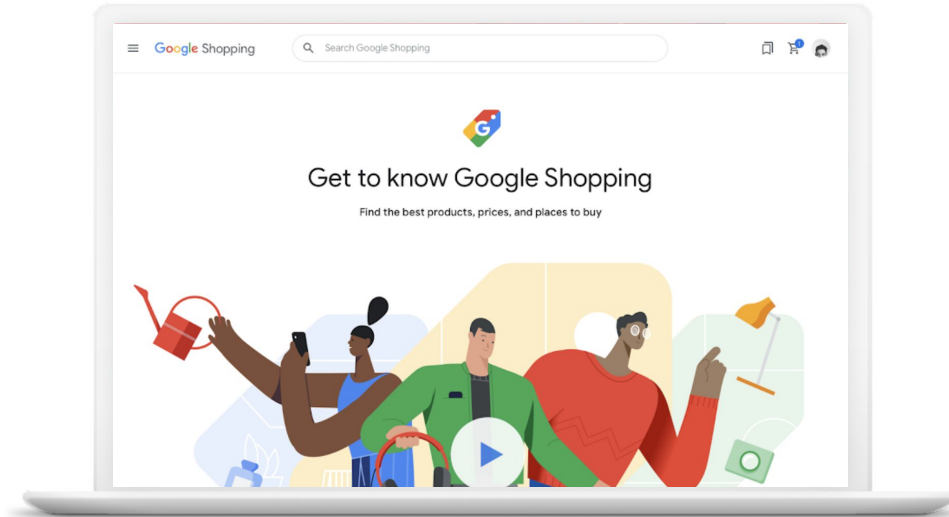 Google Shopping
Search Google Shopping
1
G
Get to know Google Shopping
Find the best products, prices, and places to buy